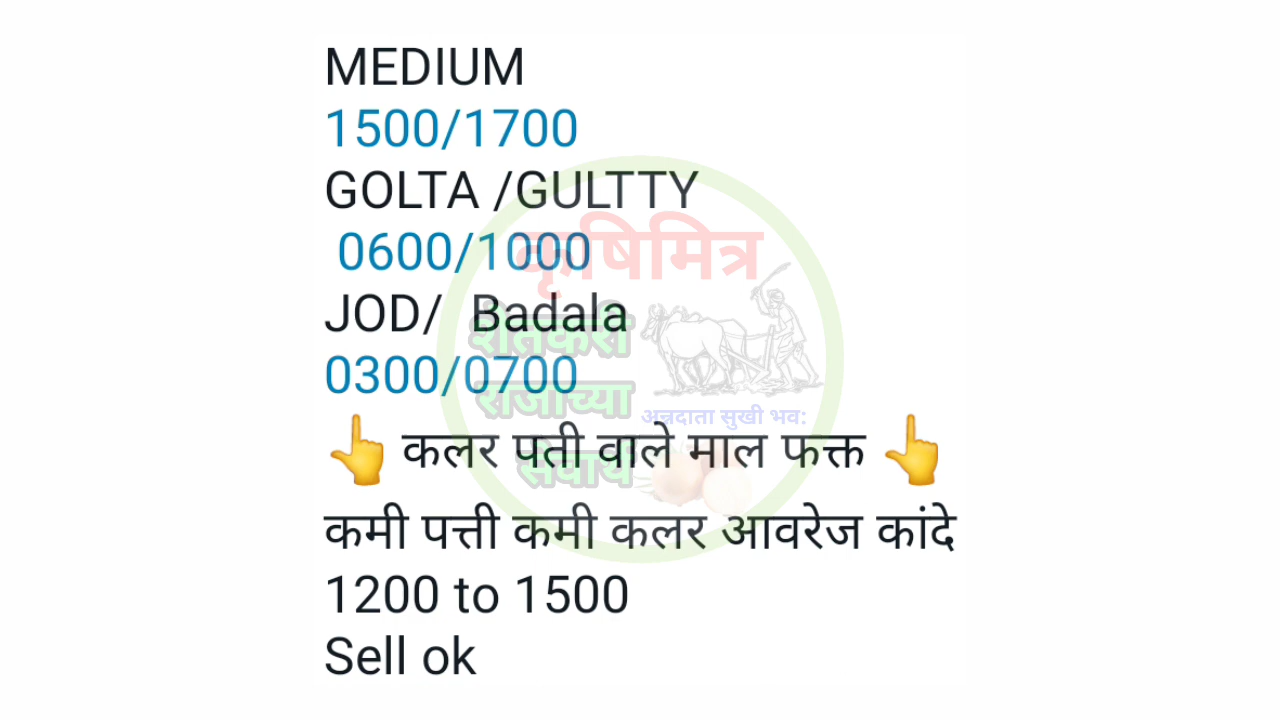 MEDIUM
1500/1700
GOLTA /GULTTY
0600/1000
JOD/ Badala
0300/0700
👆 कलर पती वाले माल फक्त 👆
कमी पत्ती कमी कलर आवरेज कांदे
1200 to 1500
Sell ok
कृषिमित्र
शेतकरी
राजाच्या
सेवार्थ
अन्नदाता सुखी भव: